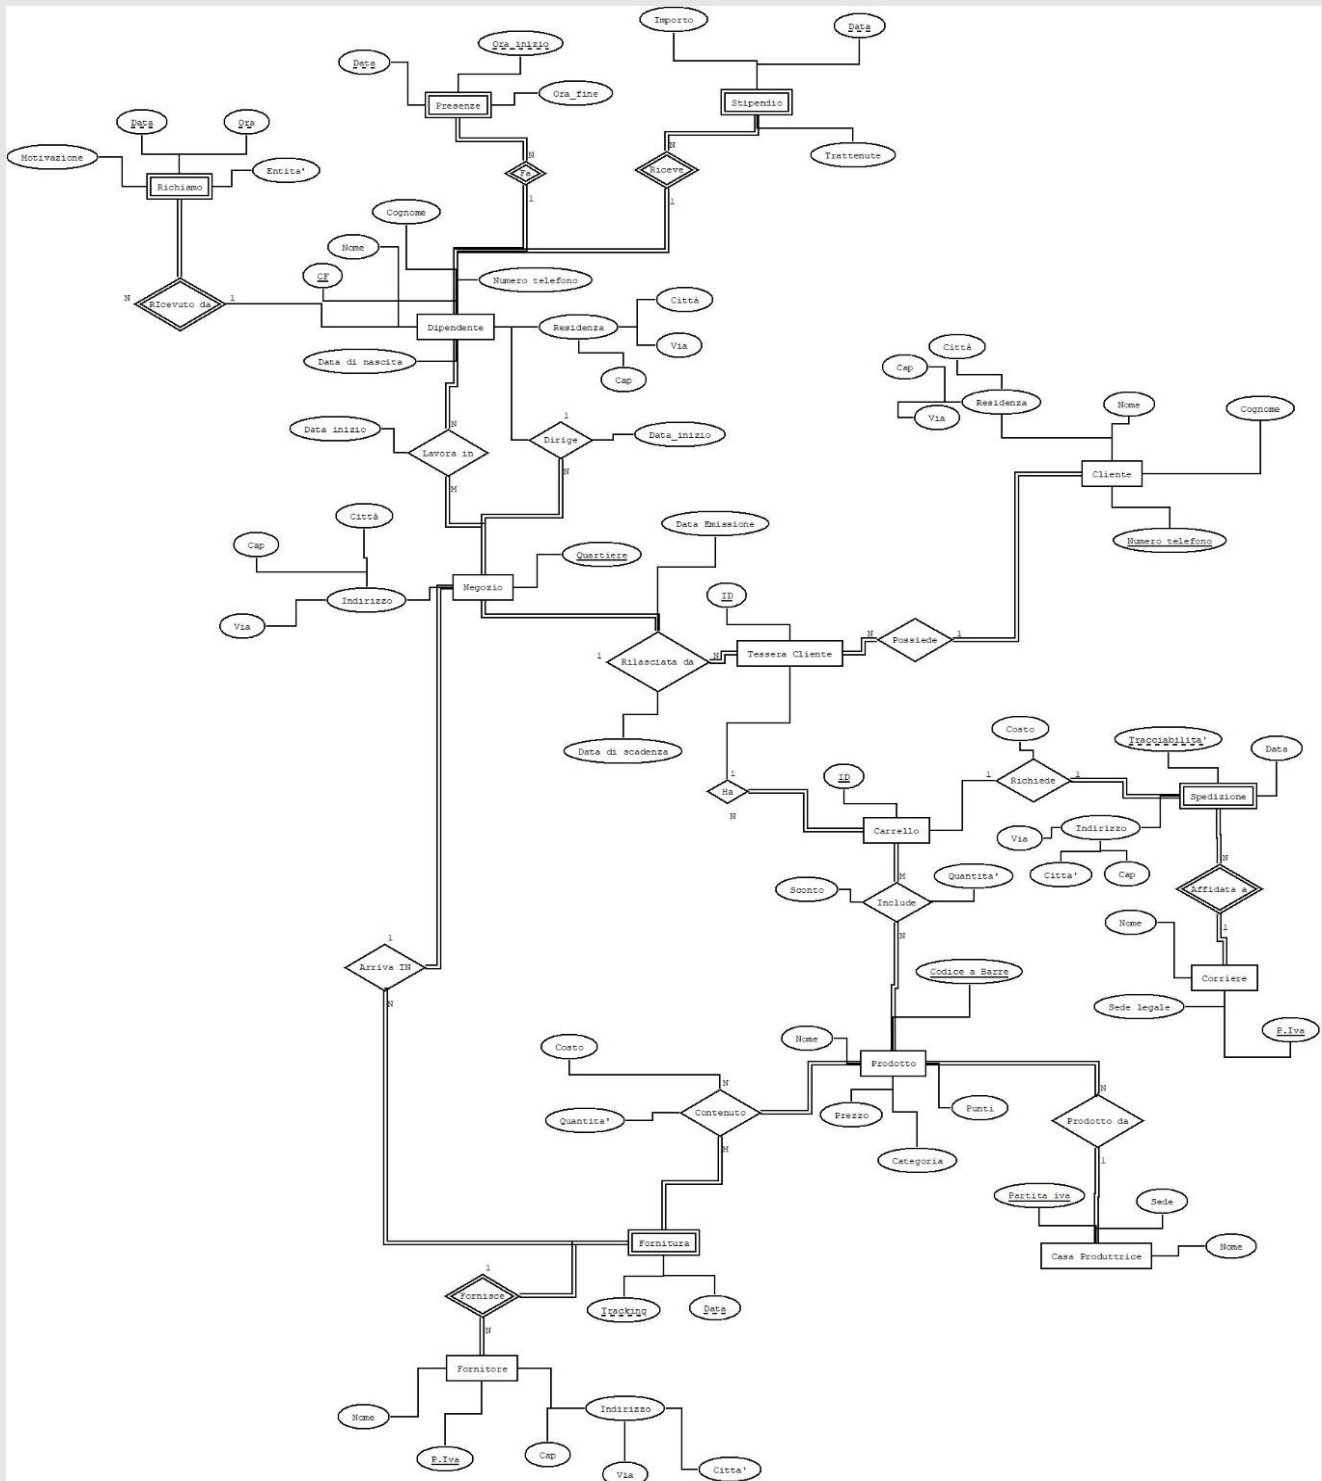 Importo
Data
Ora_inizio
Data
Ora_fine
Presenze
Stipendio
Data
Ora
Trattenute
Motivazione
Entita'
Richiamo
N
Fa
1
N
Riceve
1
Cognome
Nome
CF
Numero telefono
N
RIcevuto da
1
Città
Dipendente
Residenza
Via
Data di nascita
Cap
Città
Cap
Residenza
Via
Nome
Cognome
Data inizio
N
Lavora in
M
1
Dirige
N
Data_inizio
Cliente
Numero telefono
Città
Cap
Data Emissione
Quartiere
Negozio
Indirizzo
Via
ID
1
Rilasciata da
N
Tessera Cliente
N
Possiede
1
Data di scadenza
Costo
Tracciabilita'
Data
1
Ha
N
ID
1
Richiede
1
Spedizione
Carrello
Via
Indirizzo
Citta'
Cap
M
Sconto
Include
Quantita'
N
N
Affidata a
1
Nome
1
Arriva IN
N
Codice a Barre
Corriere
Sede legale
P.Iva
Costo
Nome
Prodotto
N
Quantita'
Contenuto
M
Prezzo
Punti
Categoria
N
Prodotto da
1
Partita iva
Sede
Casa Produttrice
Nome
Fornitura
1
Fornisce
N
Tracking
Data
Fornitore
Nome
P.Iva
Cap
Indirizzo
Via
Citta'